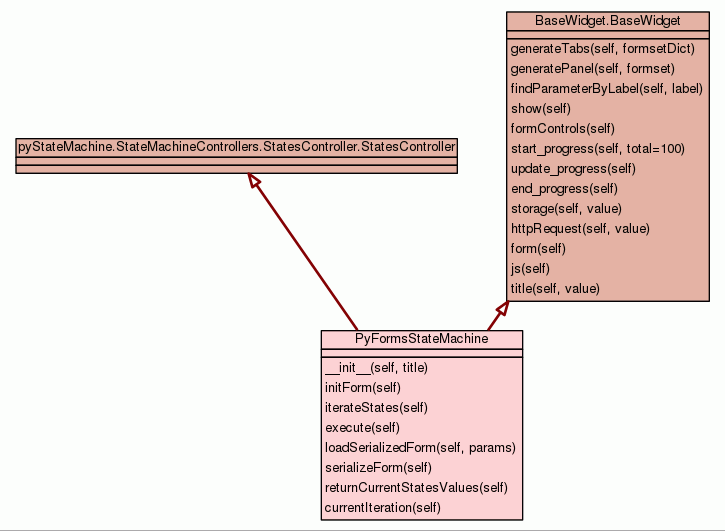 BaseWidget.BaseWidget
generateTabs(self, formsetDict)
generatePanel(self, formset)
findParameterByLabel(self, label)
show(self)
formControls(self)
start_progress(self, total=100)
update_progress(self)
end_progress(self)
storage(self, value)
httpRequest(self, value)
form(self)
js(self)
title(self, value)
pyStateMachine.StateMachineControllers.StatesController.StatesController
PyFormsStateMachine
__init__(self, title)
initForm(self)
iterateStates(self)
execute(self)
loadSerializedForm(self, params)
serializeForm(self)
returnCurrentStatesValues(self)
currentIteration(self)